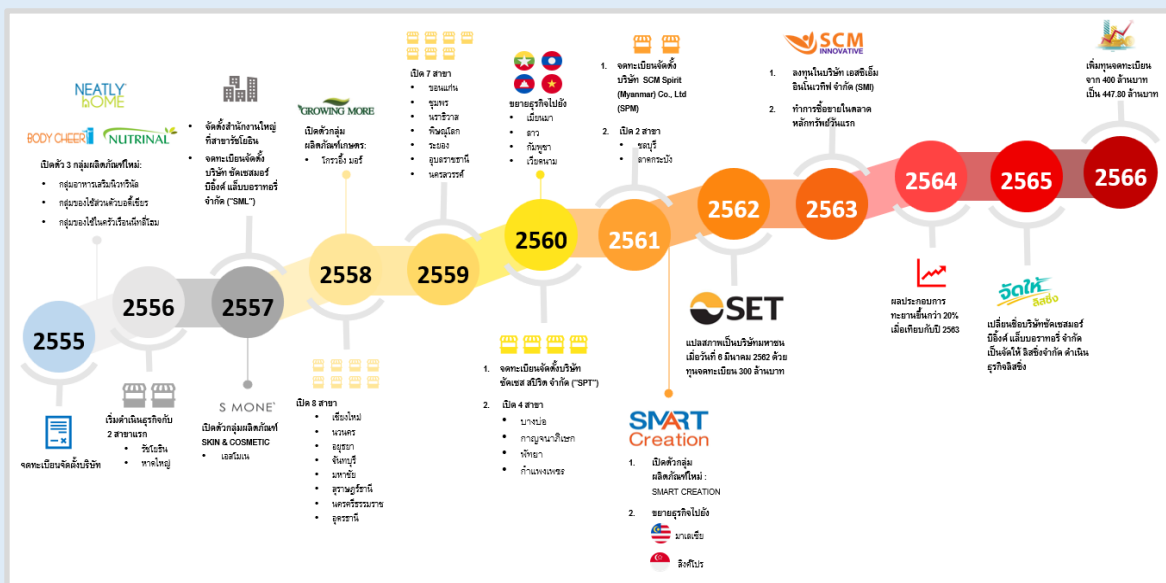 NEATLY
hOME
BODY CHEER
NUTRINAL
เปิดตัว 3 กลุ่มผลิตภัณฑ์ใหม่:
• กลุ่มอาหารเสริมนิวทรินัล
• กลุ่มของใช้ส่วนตัวบอดี้เชียร
• กลุ่มของใช้ในครัวเรือนนีทลี่โฮม
2555
จดทะเบียนจัดตั้งบริษัท
2556
เริ่มดำเนินธุรกิจกับ
2 สาขาแรก
• รัชโยธิน
• หาดใหญ่
• จัดตั้งสำนักงานใหญ่
ที่สาขารัชโยธิน
• จดทะเบียนจัดตั้ง
บริษัท ซัคเซสมอร์
บีอิ้งค์ แล็บบอราทอรี่
จำกัด ("SML")
2557
S MONE'
เปิดตัวกลุ่มผลิตภัณฑ์
SKIN & COSMETIC
• เอสโมเน
GROWING MORE
เปิดตัวกลุ่ม
ผลิตภัณฑ์เกษตร:
• โกรวอิ้ง มอร์
2558
เปิด 8 สาขา
• เชียงใหม่
• นวนคร
• อยุธยา
• จันทบุรี
• มหาชัย
• สุราษฎร์ธานี
• นครศรีธรรมราช
• อุดรธานี
เปิด 7 สาขา
• ขอนแก่น
• ชุมพร
• นราธิวาส
• พิษณุโลก
• ระยอง
• อุบลราชธานี
• นครสวรรค์
2559
ขยายธุรกิจไปยัง
• เมียนมา
• ลาว
• กัมพูชา
• เวียดนาม
2560
1. จดทะเบียนจัดตั้งบริษัท
ซัคเซส สปิริต จำกัด ("SPT")
2. เปิด 4 สาขา
• บางบ่อ
• กาญจนาภิเษก
• พัทยา
• กำแพงเพชร
1. จดทะเบียนจัดตั้ง
บริษัท SCM Spirit
(Myanmar) Co., Ltd
(SPM)
2. เปิด 2 สาขา
• ชลบุรี
• ลาดกระบัง
2561
SMART
Creation
1. เปิดตัวกลุ่ม
ผลิตภัณฑ์ใหม่ :
SMART CREATION
2. ขยายธุรกิจไปยัง
มาเลเซีย
สิงค์โปร
2562
SET
แปลสภาพเป็นบริษัทมหาชน
เมื่อวันที่ 6 มีนาคม 2562 ด้วย
ทุนจดทะเบียน 300 ล้านบาท
SCM
INNOVATIVE
1. ลงทุนในบริษัท เอสซีเอ็ม
อินโนเวทีฟ จำกัด (SMI)
2. ทำการซื้อขายในตลาด
หลักทรัพย์วันแรก
2563
2564
ผลประกอบการ
ทะยานขึ้นกว่า 20%
เมื่อเทียบกับปี 2563
2565
จัดให้
ลิสซิ่ง
เปลี่ยนชื่อบริษัทซัคเซสมอร์
บีอิ้งค์ แล็บบอราทอรี่ จำกัด
เป็นจัดให้ ลิสซิ่งจำกัด ดำเนิน
ธุรกิจลิสซิ่ง
เพิ่มทุนจดทะเบียน
จาก 400 ล้านบาท
เป็น 447.80 ล้านบาท
2566